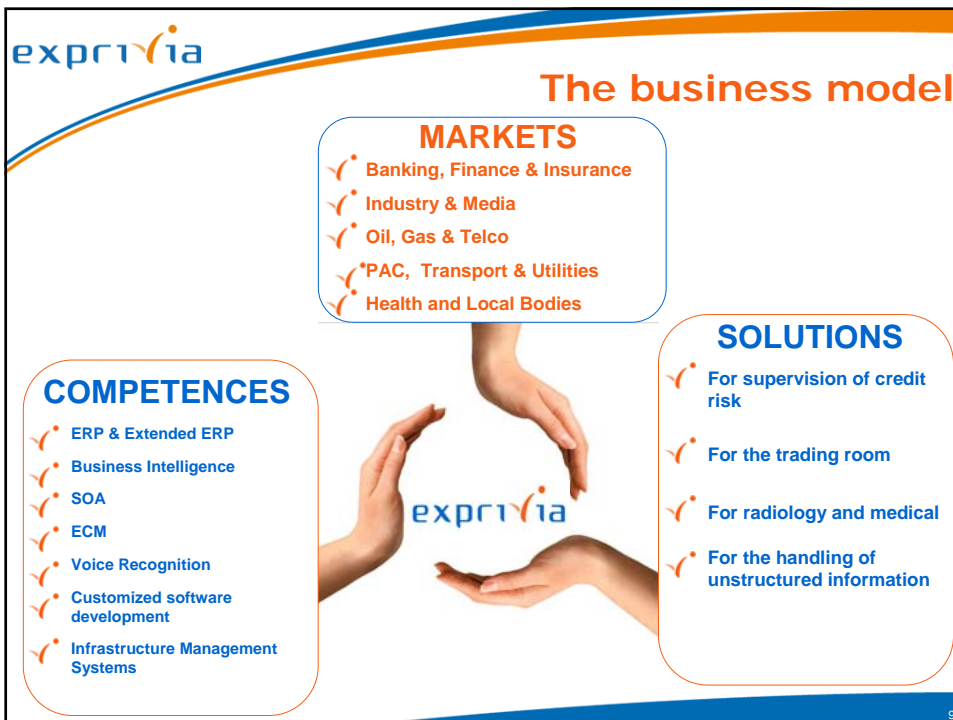 exprivia
The business model
MARKETS
Banking, Finance & Insurance
Industry & Media
Oil, Gas & Telco
PAC, Transport & Utilities
Health and Local Bodies
COMPETENCES
ERP & Extended ERP
Business Intelligence
SOA
ECM
Voice Recognition
Customized software
development
Infrastructure Management
Systems
exprivia
SOLUTIONS
For supervision of credit
risk
For the trading room
For radiology and medical
For the handling of
unstructured information
9